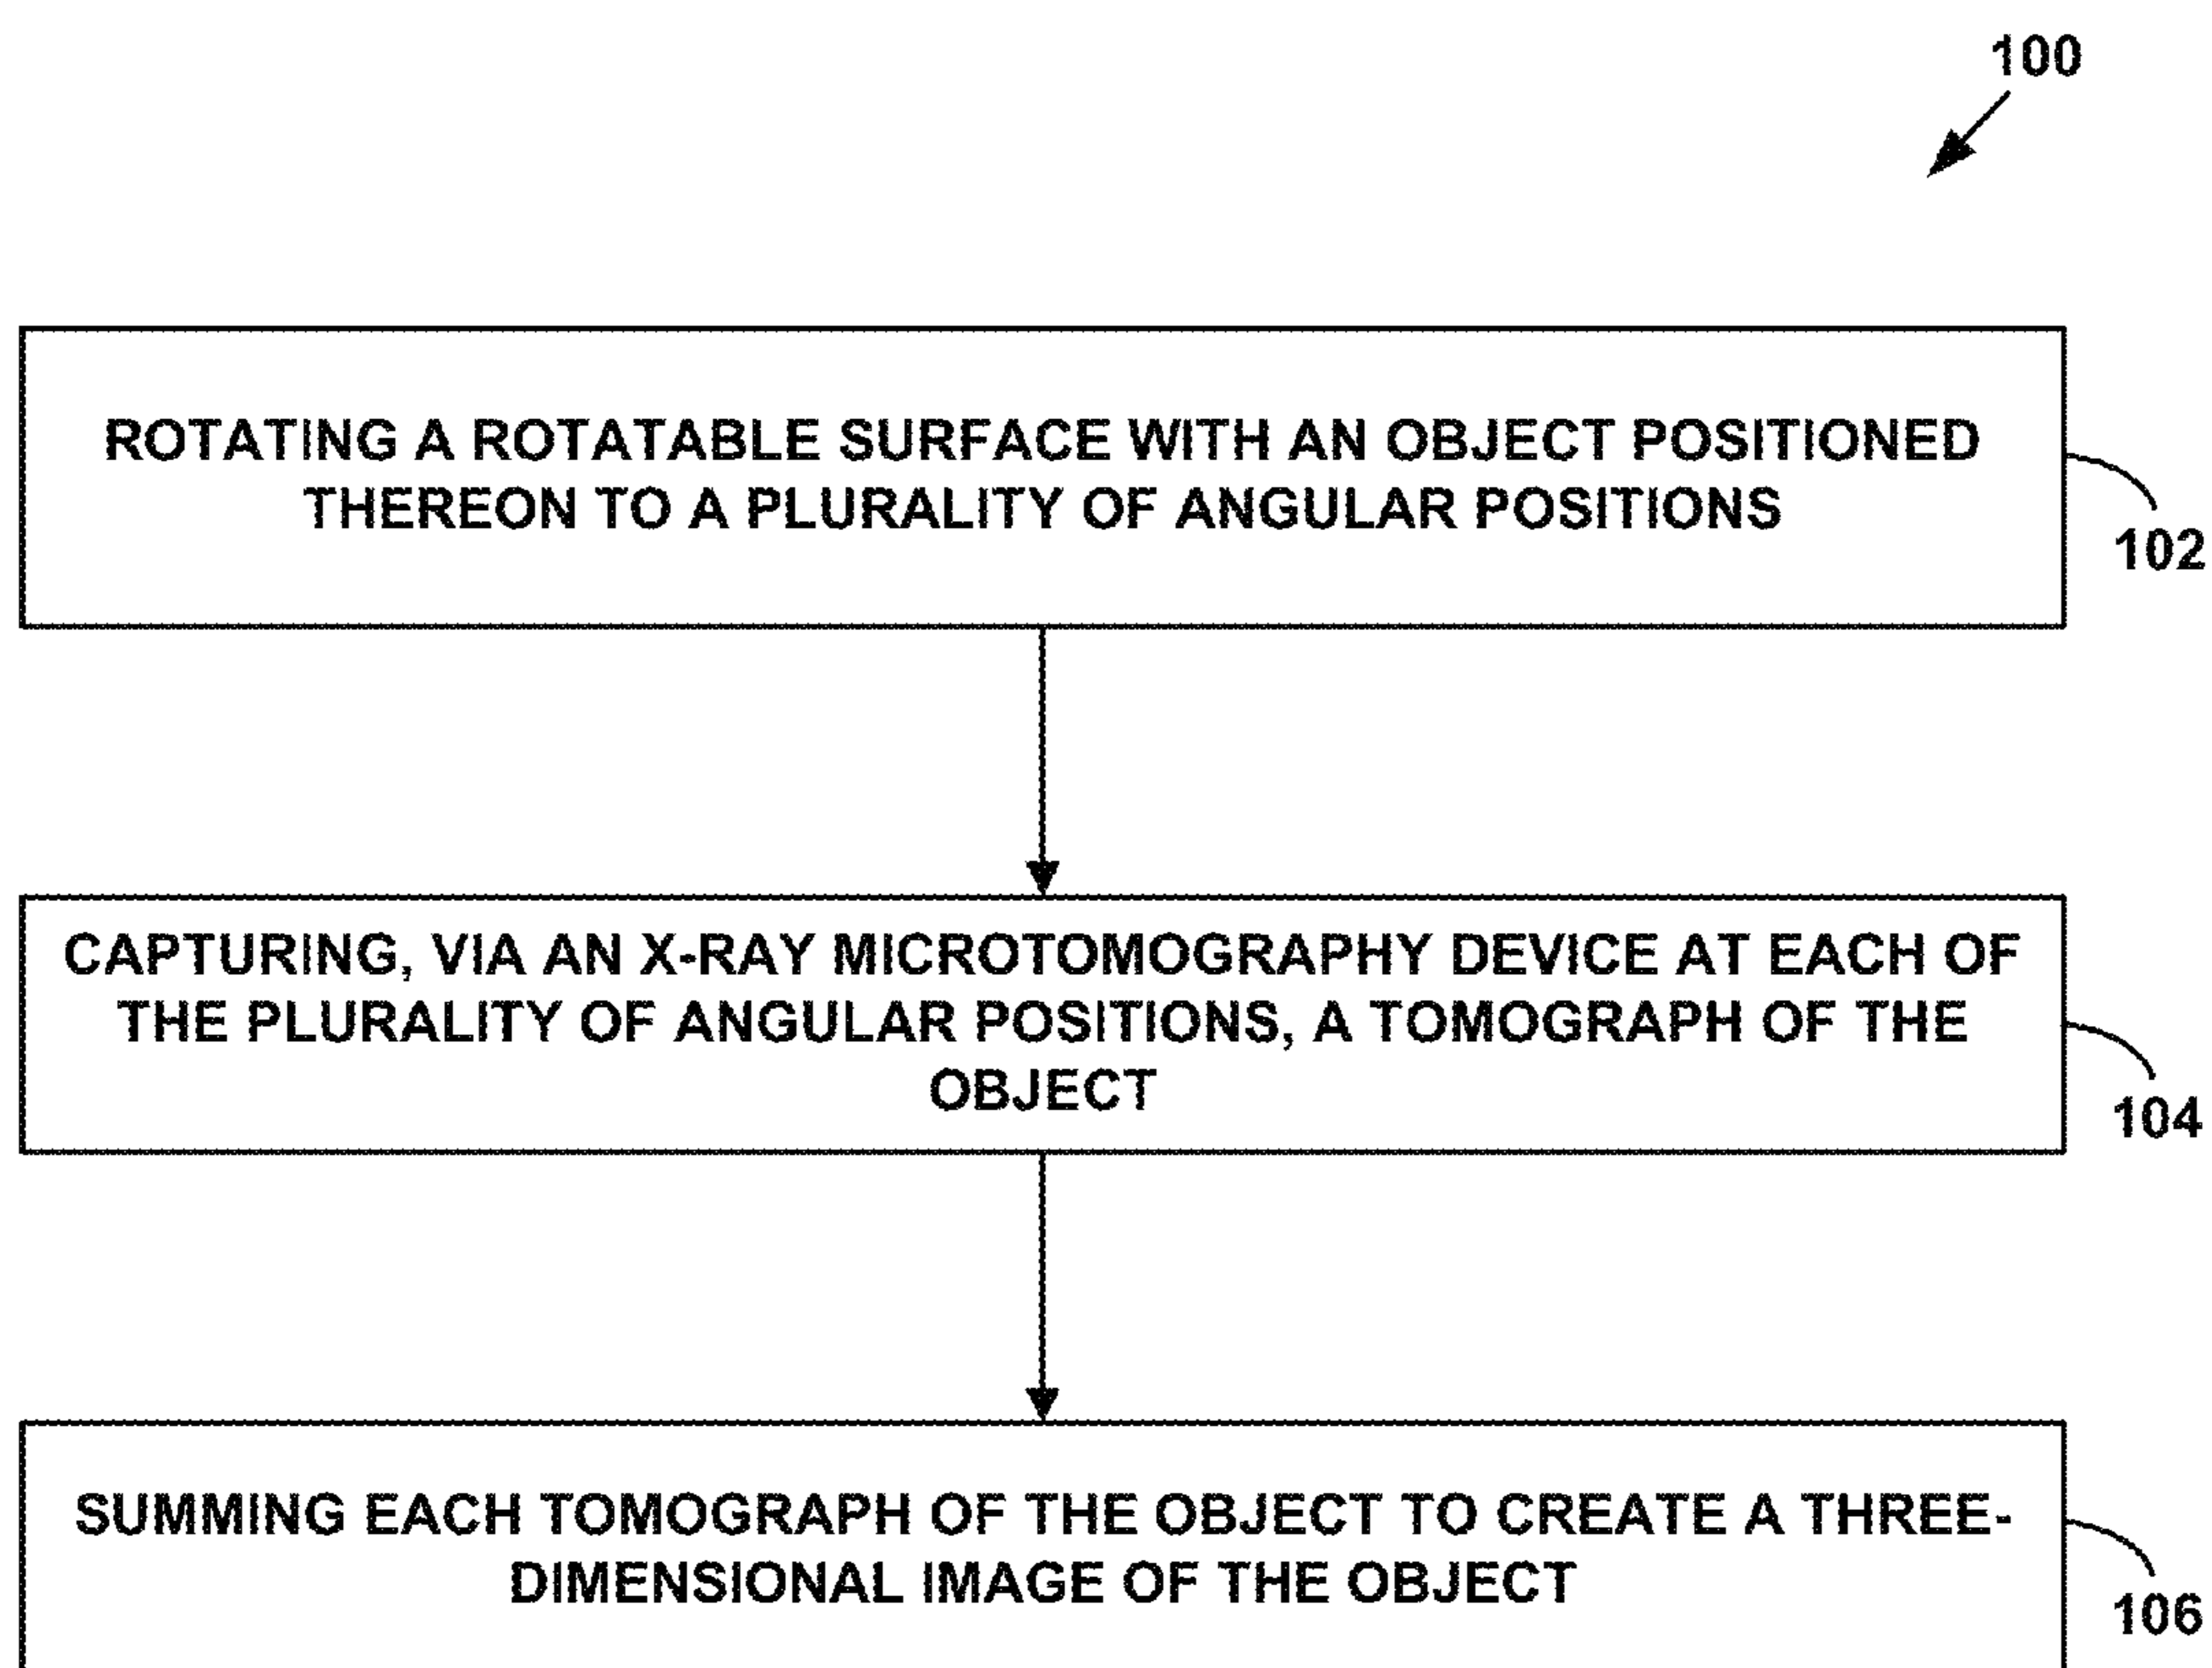 100
ROTATING A ROTATABLE SURFACE WITH AN OBJECT POSITIONED
THEREON TO A PLURALITY OF ANGULAR POSITIONS
102
CAPTURING, VIA AN X-RAY MICROTOMOGRAPHY DEVICE AT EACH OF
THE PLURALITY OF ANGULAR POSITIONS, A TOMOGRAPH OF THE
OBJECT
104
SUMMING EACH TOMOGRAPH OF THE OBJECT TO CREATE A THREE-
DIMENSIONAL IMAGE OF THE OBJECT
106